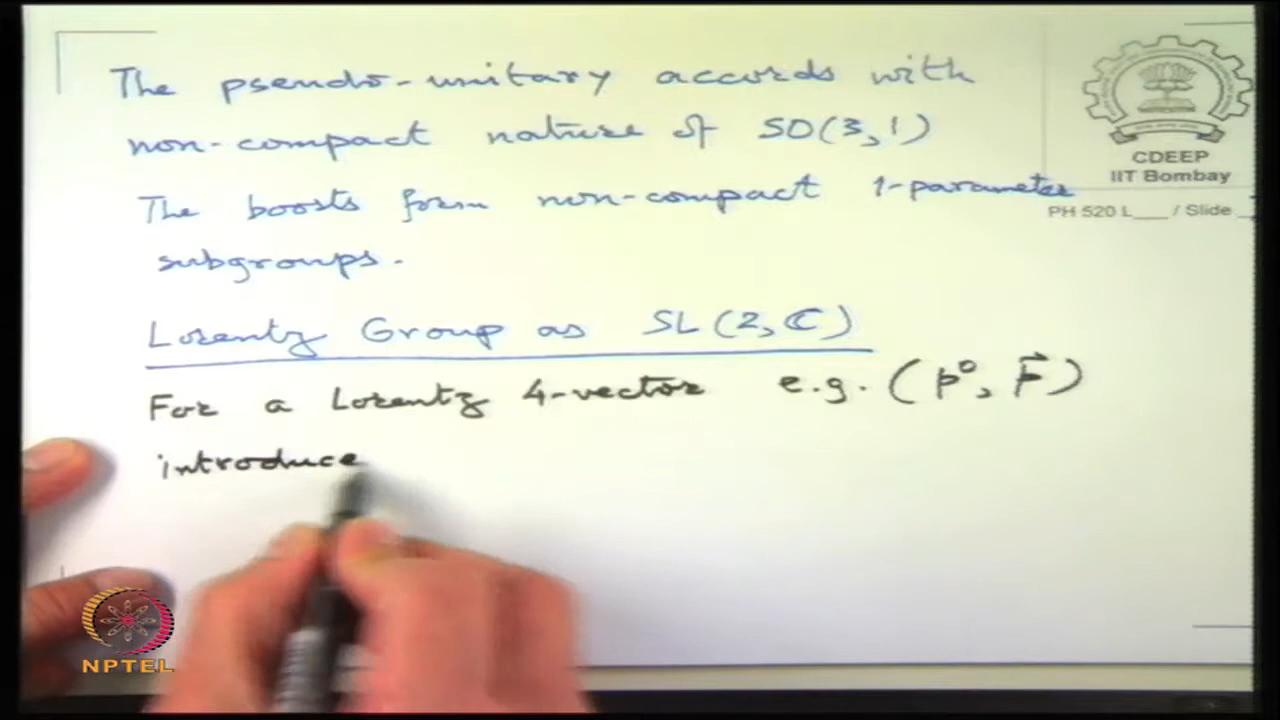 The pseudo-unitary accords with
non-compact nature of SO(3,1)
The boosts form non-compact 1-parameter
subgroups.
Lorentz Group as SL(2,ℂ)
For a Lorentz 4-vector e.g. (p⁰, p⃗)
introduce
CDEEP
IIT Bombay
PH 520 L___ / Slide
NPTEL